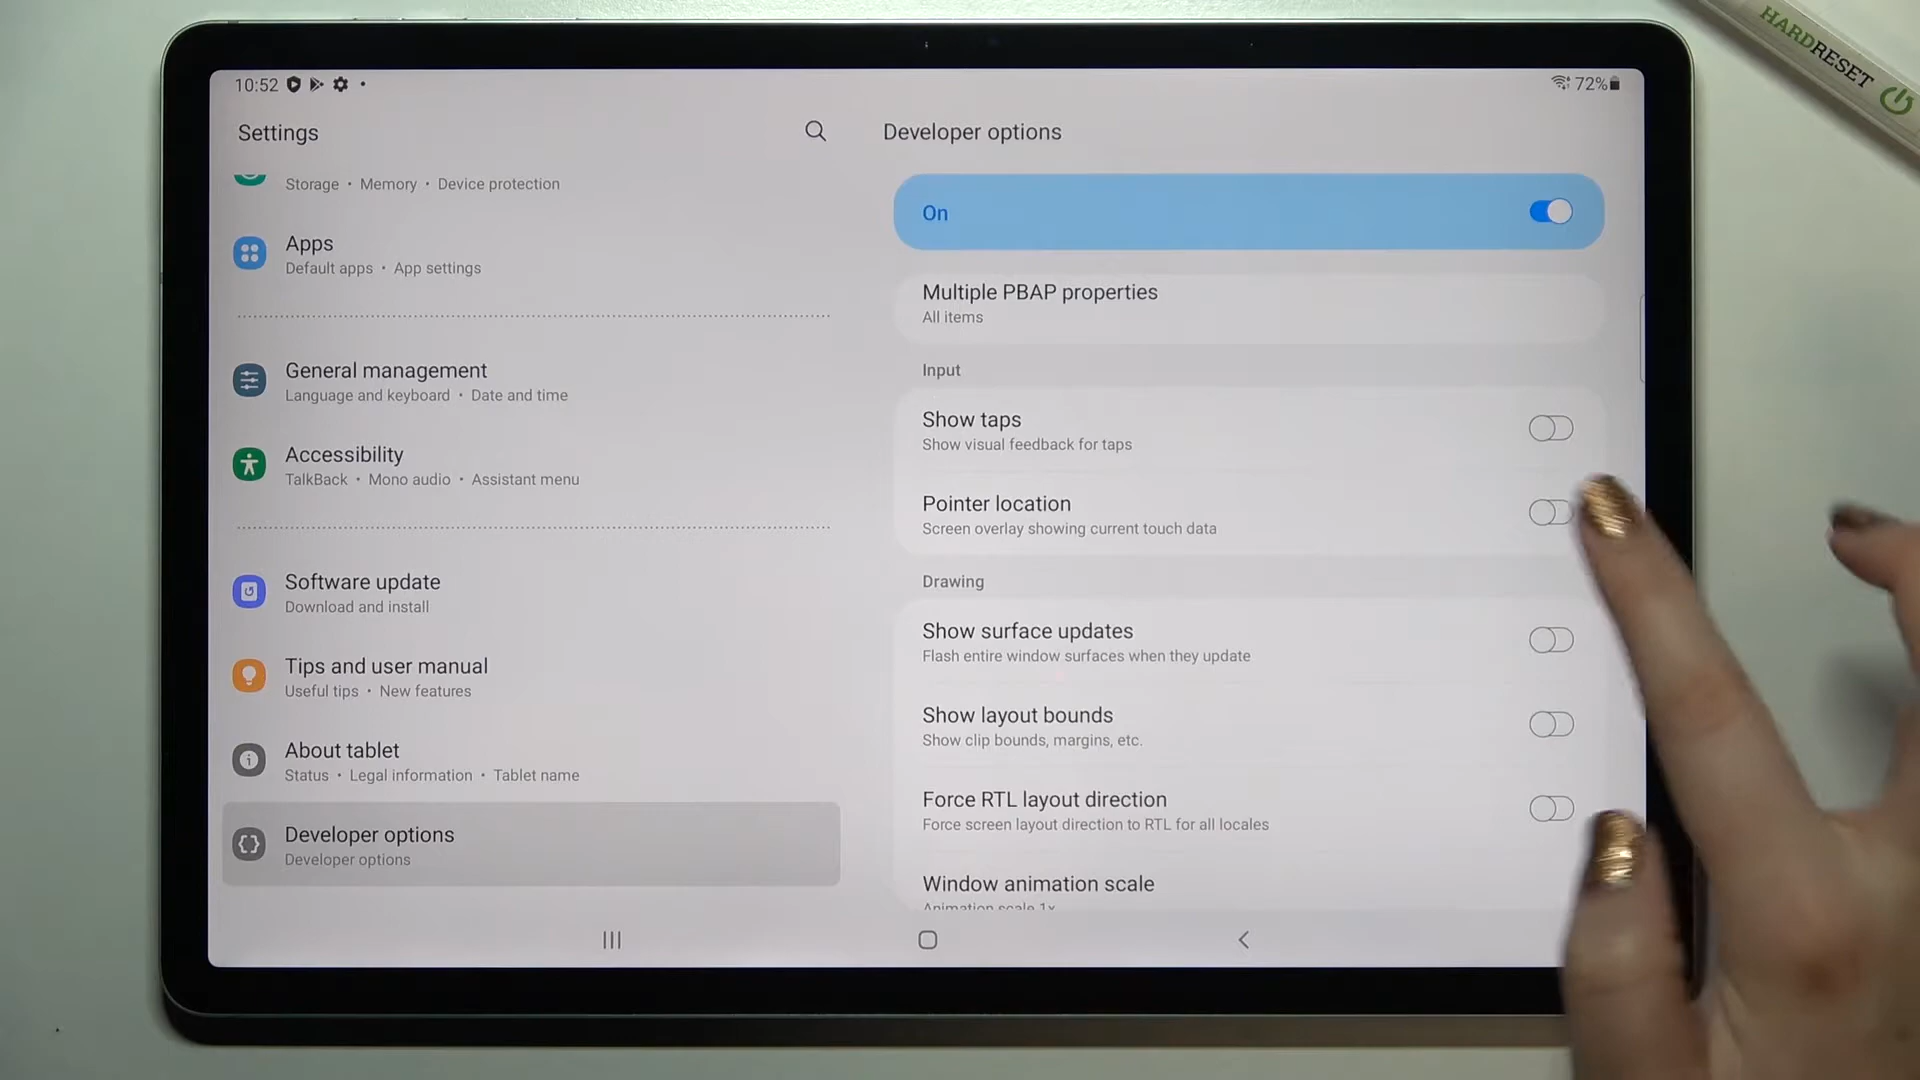 HARDRESET
10:52
72%
Settings
Storage • Memory • Device protection
Apps
Default apps • App settings
General management
Language and keyboard • Date and time
Accessibility
TalkBack • Mono audio • Assistant menu
Software update
Download and install
Tips and user manual
Useful tips • New features
About tablet
Status • Legal information • Tablet name
Developer options
Developer options
Developer options
On
Multiple PBAP properties
All items
Input
Show taps
Show visual feedback for taps
Pointer location
Screen overlay showing current touch data
Drawing
Show surface updates
Flash entire window surfaces when they update
Show layout bounds
Show clip bounds, margins, etc.
Force RTL layout direction
Force screen layout direction to RTL for all locales
Window animation scale
Animation scale 1x